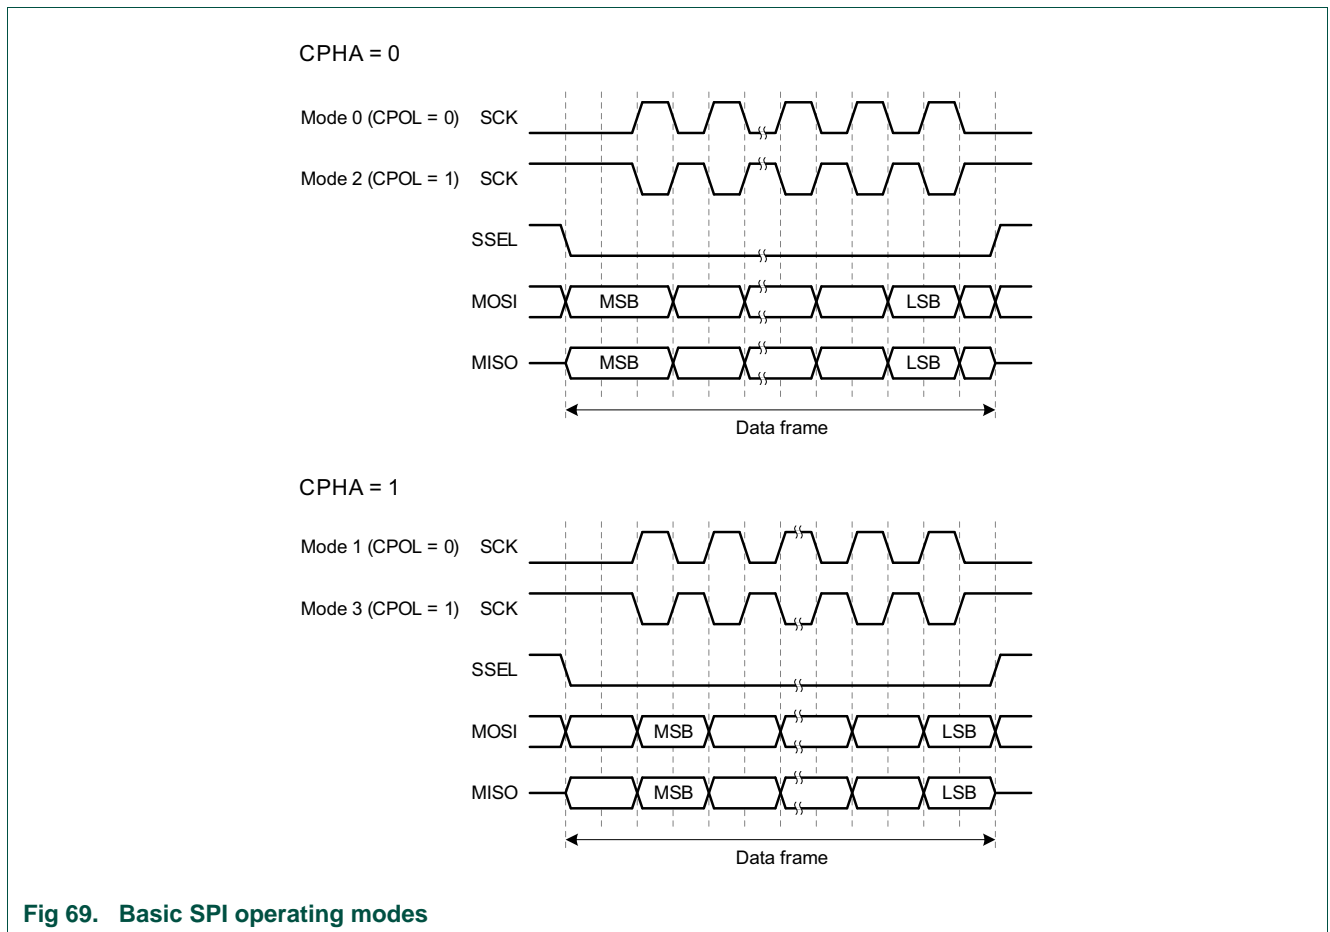 CPHA = 0
Mode 0 (CPOL = 0) SCK
Mode 2 (CPOL = 1) SCK
SSEL
MOSI MSB LSB
MISO MSB LSB
Data frame
CPHA = 1
Mode 1 (CPOL = 0) SCK
Mode 3 (CPOL = 1) SCK
SSEL
MOSI MSB LSB
MISO MSB LSB
Data frame
Fig 69. Basic SPI operating modes